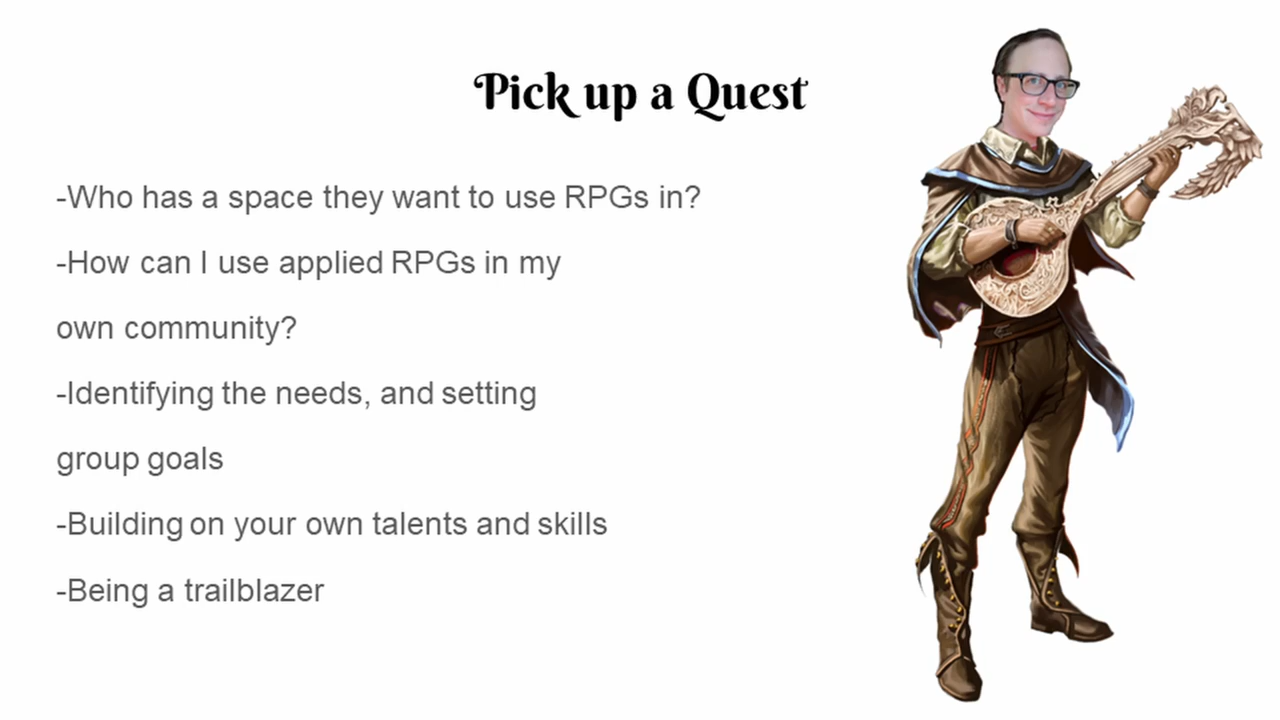 Pick up a Quest
-Who has a space they want to use RPGs in?
-How can I use applied RPGs in my
own community?
-Identifying the needs, and setting
group goals
-Building on your own talents and skills
-Being a trailblazer